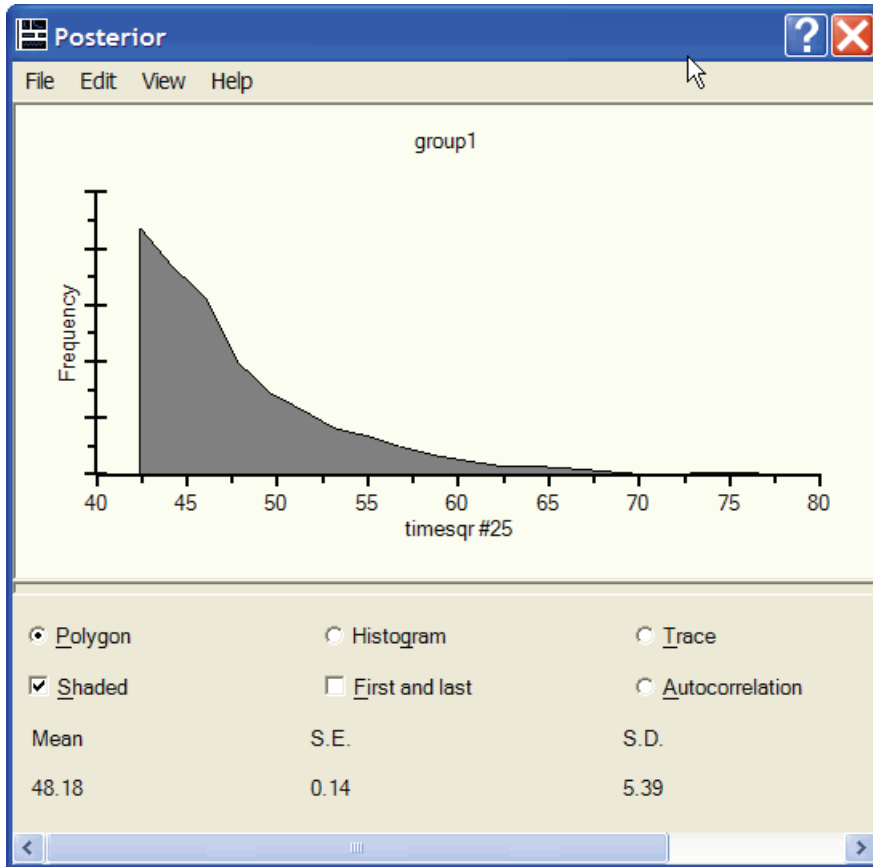 Posterior
File Edit View Help
group1
Frequency
40 45 50 55 60 65 70 75 80
timesqr #25
Polygon Histogram Trace
Shaded First and last Autocorrelation
Mean S.E. S.D.
48.18 0.14 5.39